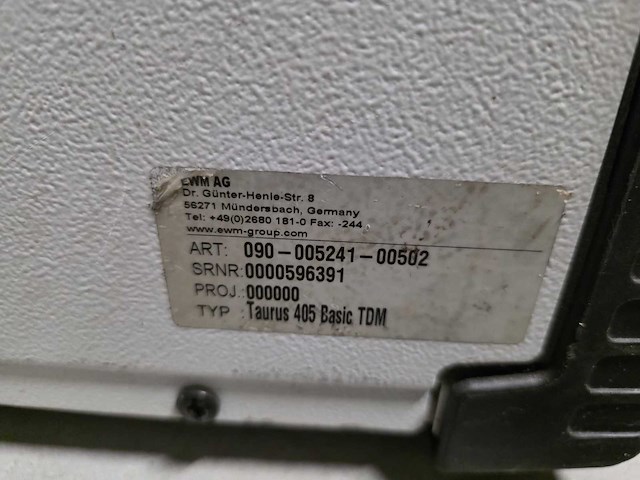 EWM AG
Dr. Günter-Henle-Str. 8
56271 Mündersbach, Germany
Tel: +49(0)2680 181-0 Fax: -244
www.ewm-group.com
ART: 090-005241-00502
SRNR:0000596391
PROJ.:000000
TYP :Taurus 405 Basic TDM